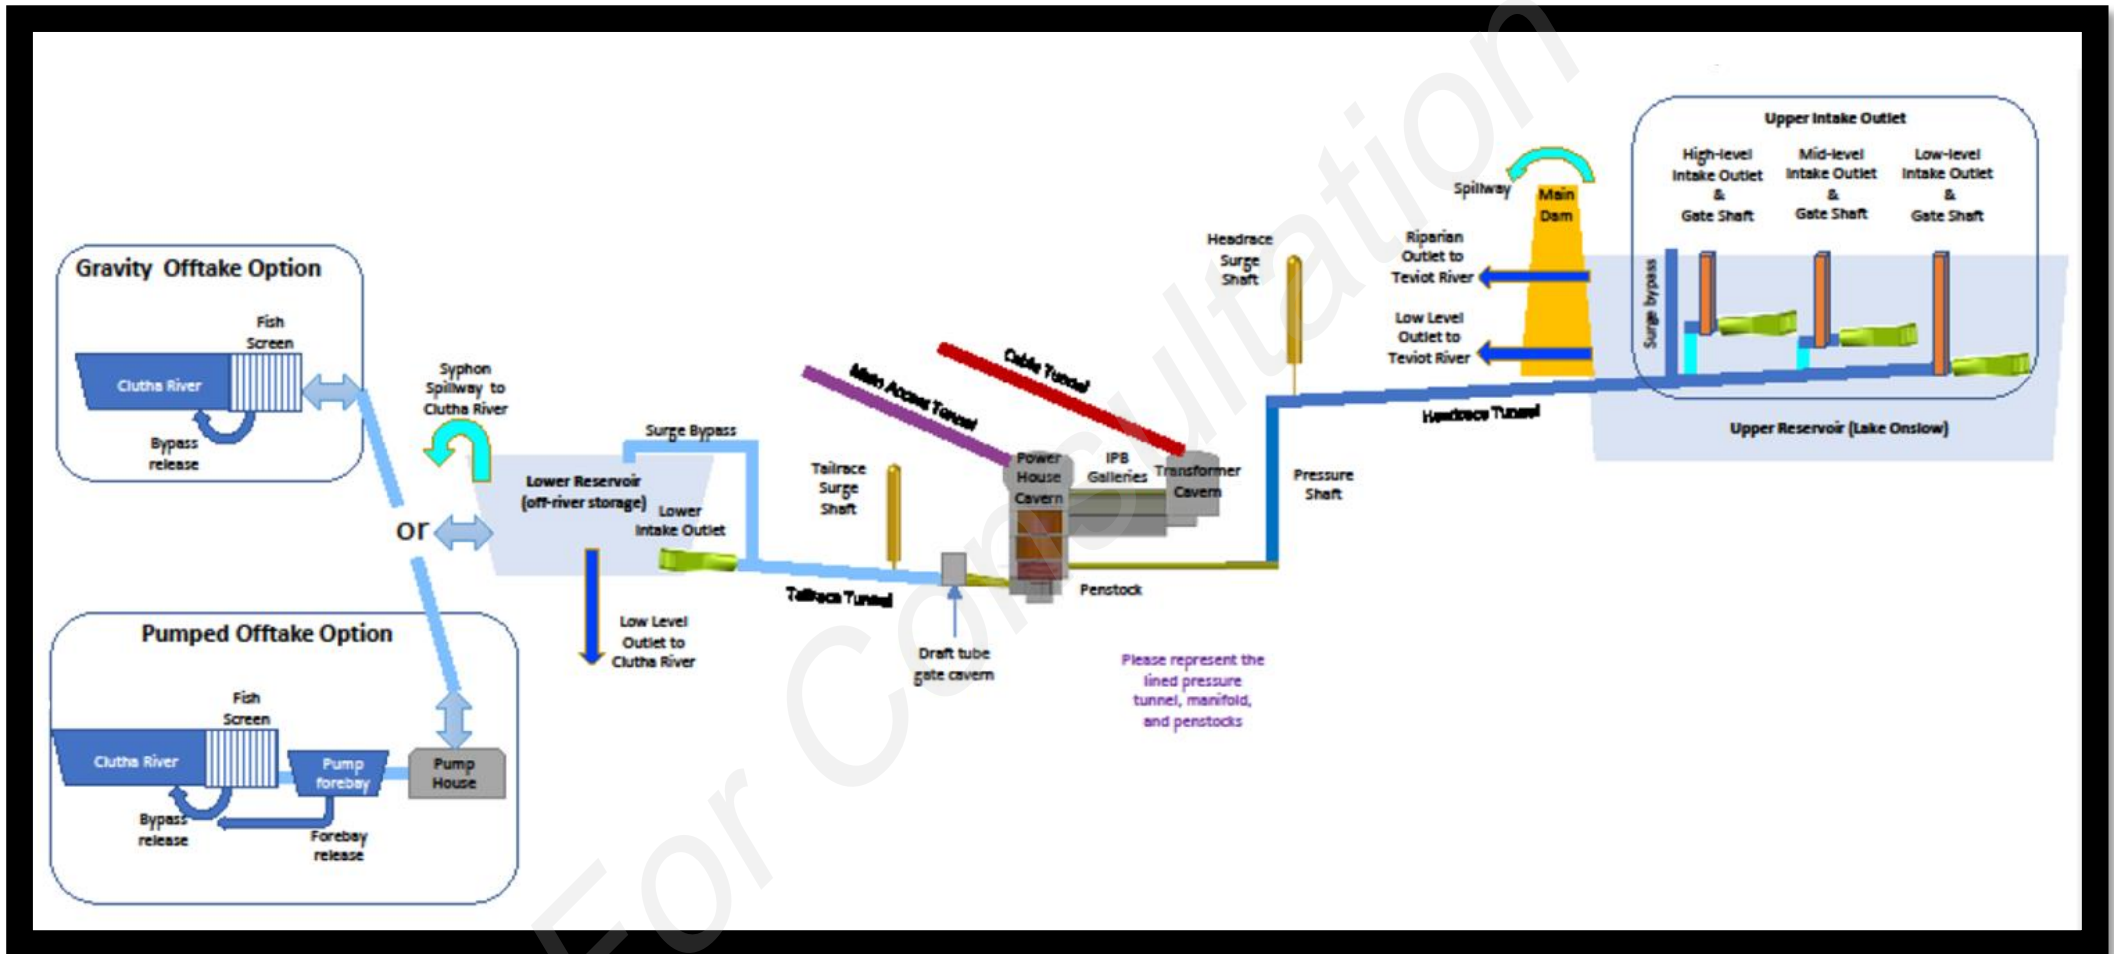 Upper Intake Outlet
High-level
Intake Outlet
&
Gate Shaft
Mid-level
Intake Outlet
&
Gate Shaft
Low-level
Intake Outlet
&
Gate Shaft
Surge bypass
Upper Reservoir (Lake Onslow)
Spillway
Main
Dam
Riparian
Outlet to
Teviot River
Low Level
Outlet to
Teviot River
Headrace
Surge
Shaft
Headrace Tunnel
Pressure
Shaft
Cable Tunnel
Main Access Tunnel
Power
House
Cavern
IPB
Galleries
Transformer
Cavern
Penstock
Please represent the
lined pressure
tunnel, manifold,
and penstocks
Tailrace
Surge
Shaft
Tailrace Tunnel
Draft tube
gate cavern
Surge Bypass
Lower Reservoir
(off-river storage)
Lower
Intake Outlet
Low Level
Outlet to
Clutha River
Syphon
Spillway to
Clutha River
or
Gravity Offtake Option
Fish
Screen
Clutha River
Bypass
release
Pumped Offtake Option
Fish
Screen
Clutha River
Pump
forebay
Pump
House
Bypass
release
Forebay
release
For Consultation